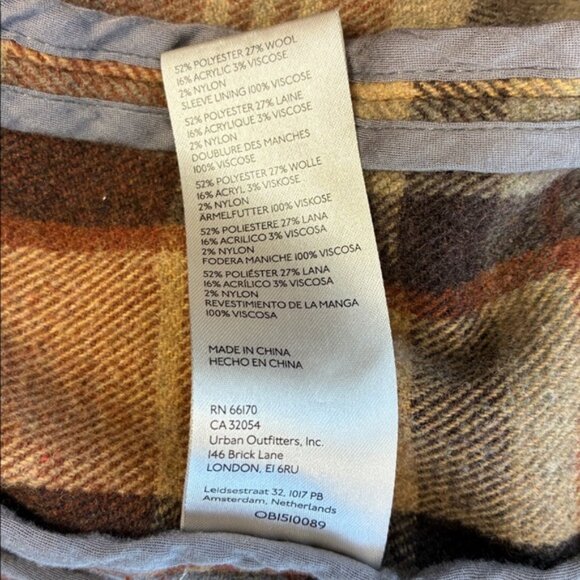 52% POLYESTER 27% WOOL
16% ACRYLIC 3% VISCOSE
2% NYLON
SLEEVE LINING 100% VISCOSE
52% POLYESTER 27% LAINE
16% ACRYLIQUE 3% VISCOSE
2% NYLON
DOUBLURE DES MANCHES
100% VISCOSE
52% POLYESTER 27% WOLLE
16% ACRYL 3% VISKOSE
2% NYLON
ÄRMELFUTTER 100% VISKOSE
52% POLIESTERE 27% LANA
16% ACRILICO 3% VISCOSA
2% NYLON
FODERA MANICHE 100% VISCOSA
52% POLIÉSTER 27% LANA
16% ACRÍLICO 3% VISCOSA
2% NYLON
REVESTIMIENTO DE LA MANGA
100% VISCOSA
MADE IN CHINA
HECHO EN CHINA
RN 66170
CA 32054
Urban Outfitters, Inc.
146 Brick Lane
LONDON, E1 6RU
Leidsestraat 32, 1017 PB
Amsterdam, Netherlands
OB1510089